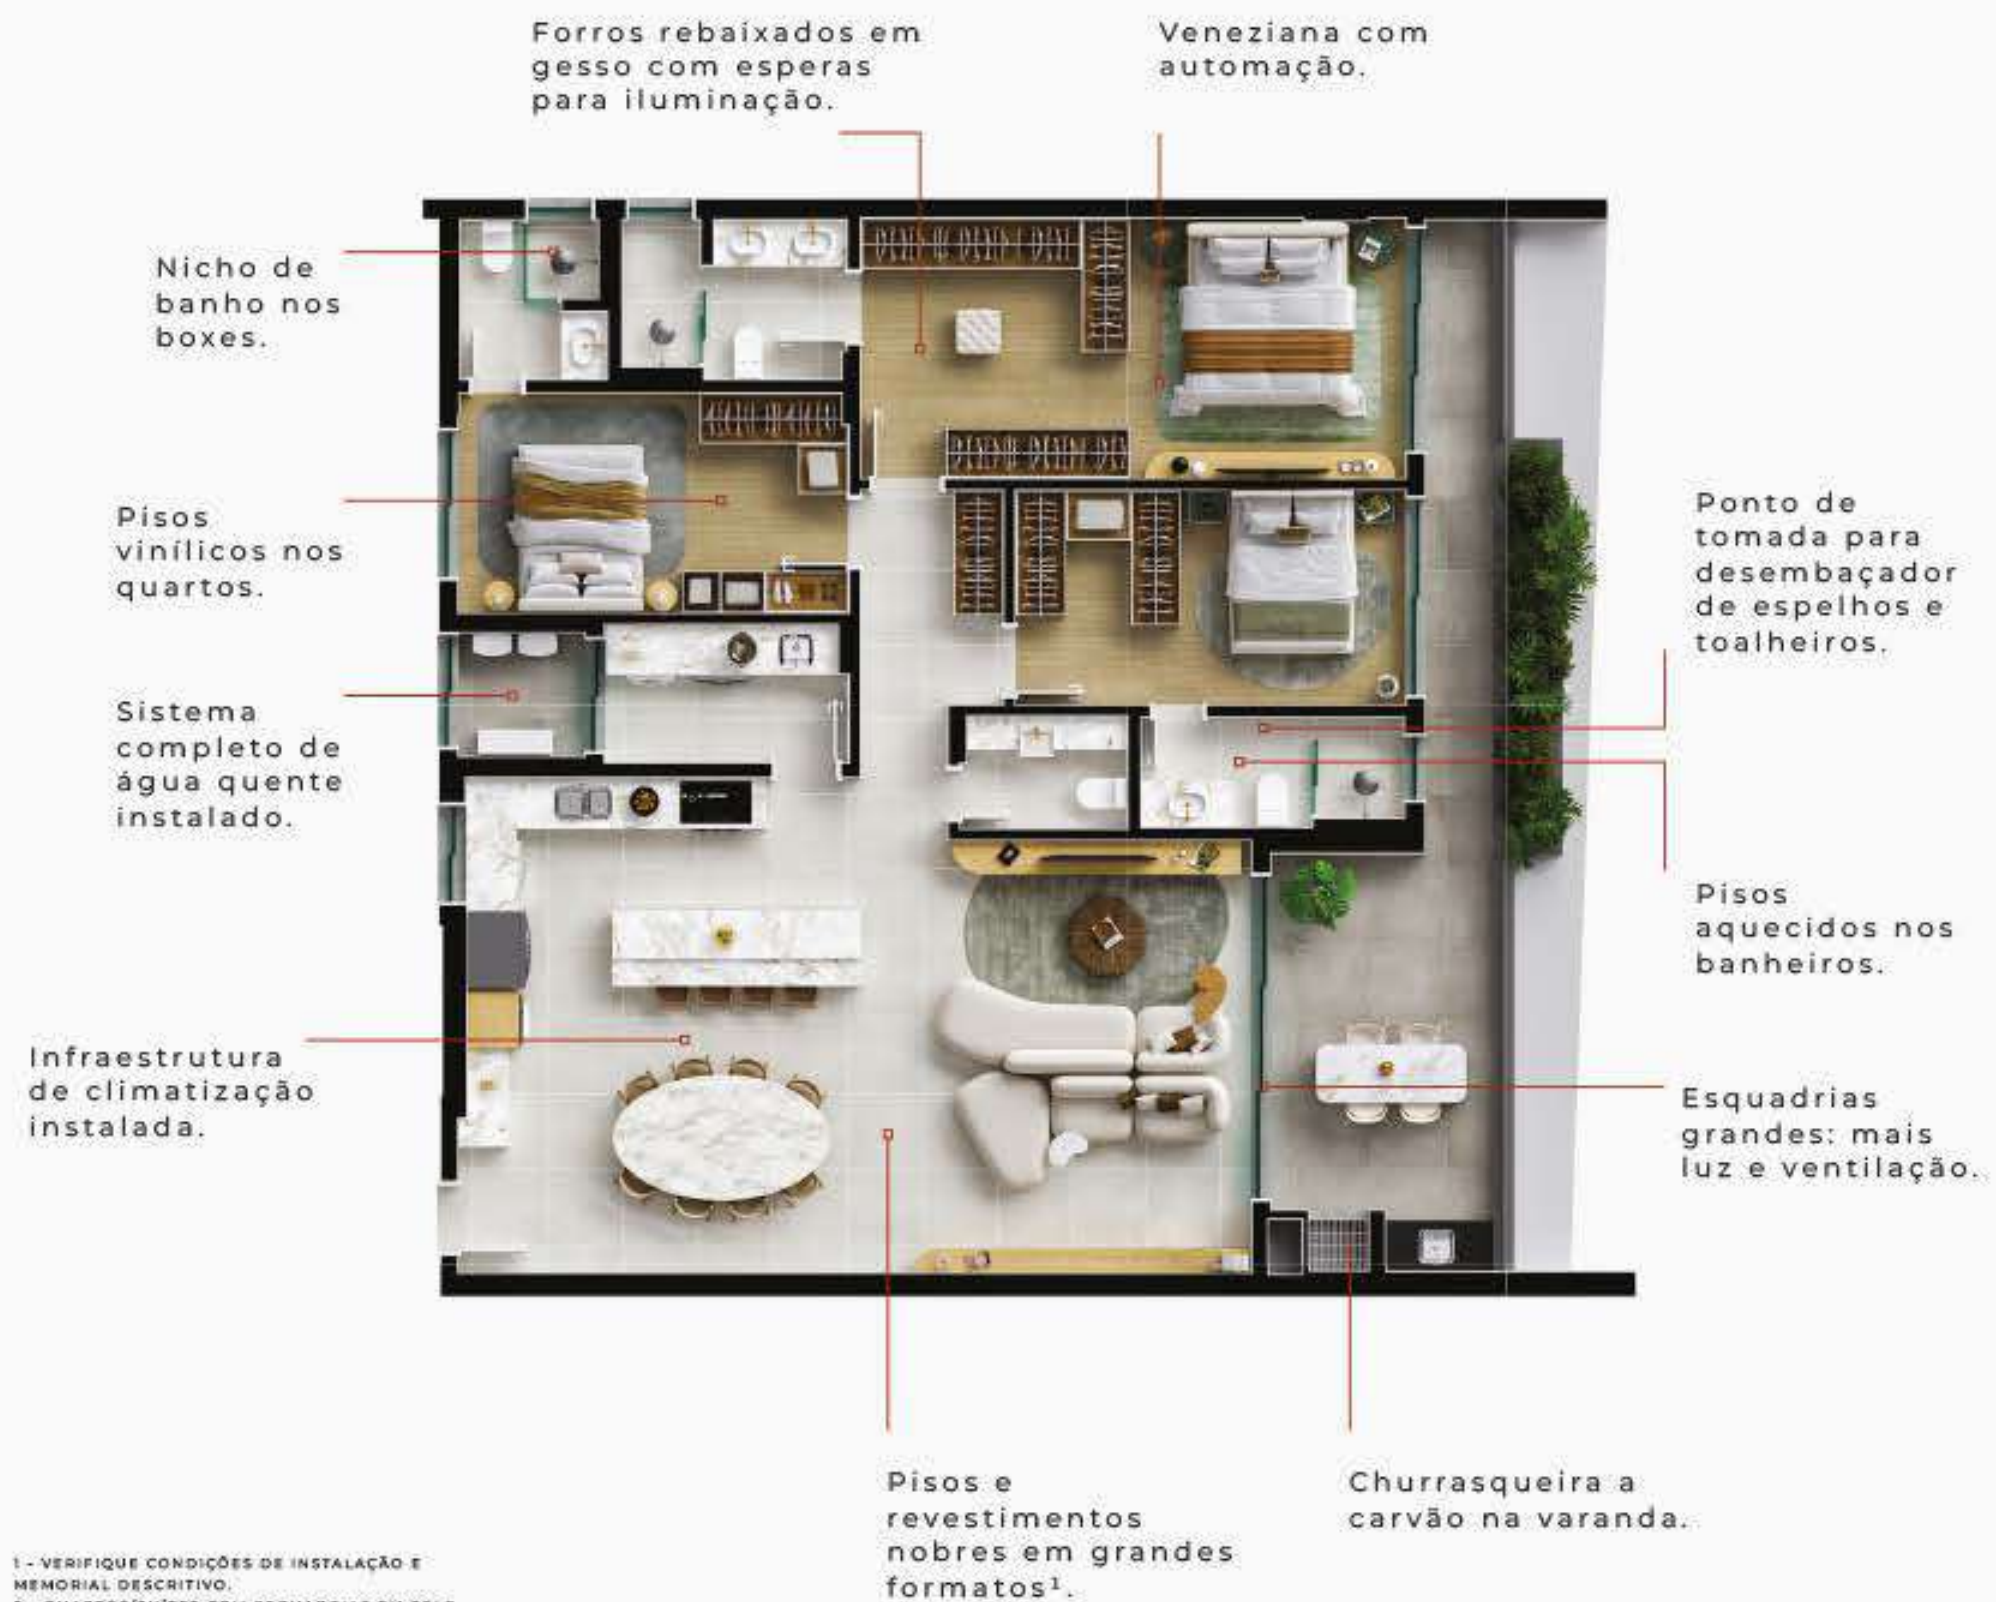 Forros rebaixados em
gesso com esperas
para iluminação.
Veneziana com
automação.
Nicho de
banho nos
boxes.
Pisos
vinílicos nos
quartos.
Sistema
completo de
água quente
instalado.
Infraestrutura
de climatização
instalada.
Ponto de
tomada para
desembaçador
de espelhos e
toalheiros.
Pisos
aquecidos nos
banheiros.
Esquadrias
grandes: mais
luz e ventilação.
Pisos e
revestimentos
nobres em grandes
formatos¹.
Churrasqueira a
carvão na varanda.
1 - VERIFIQUE CONDIÇÕES DE INSTALAÇÃO E
MEMORIAL DESCRITIVO.